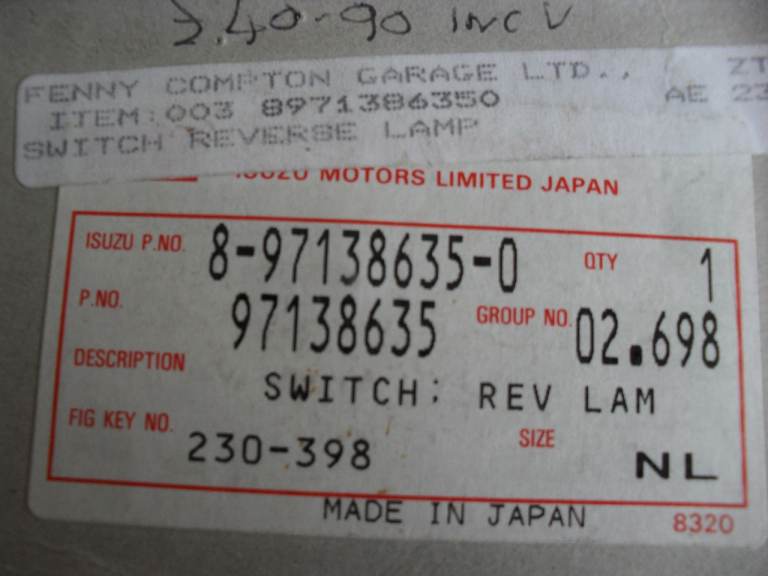 2.40-90 INC V
FENNY COMPTON GARAGE LTD.. ZT
ITEM:003 8971386350 AE 23
SWITCH REVERSE LAMP
ISUZU MOTORS LIMITED JAPAN
ISUZU P.NO. 8-97138635-0 QTY 1
P.NO. 97138635 GROUP NO. 02.698
DESCRIPTION
SWITCH: REV LAM
FIG KEY NO. 230-398 SIZE NL
MADE IN JAPAN 8320